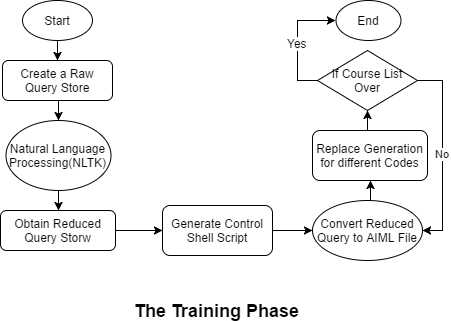 Start
Create a Raw
Query Store
Natural Language
Processing(NLTK)
Obtain Reduced
Query Storw
Generate Control
Shell Script
Convert Reduced
Query to AIML File
Replace Generation
for different Codes
If Course List
Over
Yes
No
End
The Training Phase